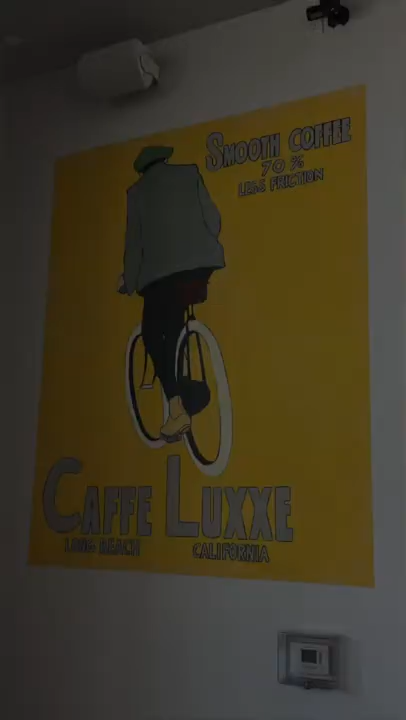 SMOOTH COFFEE
70%
LESS FRICTION
CAFFE LUXXE
LONG BEACH CALIFORNIA